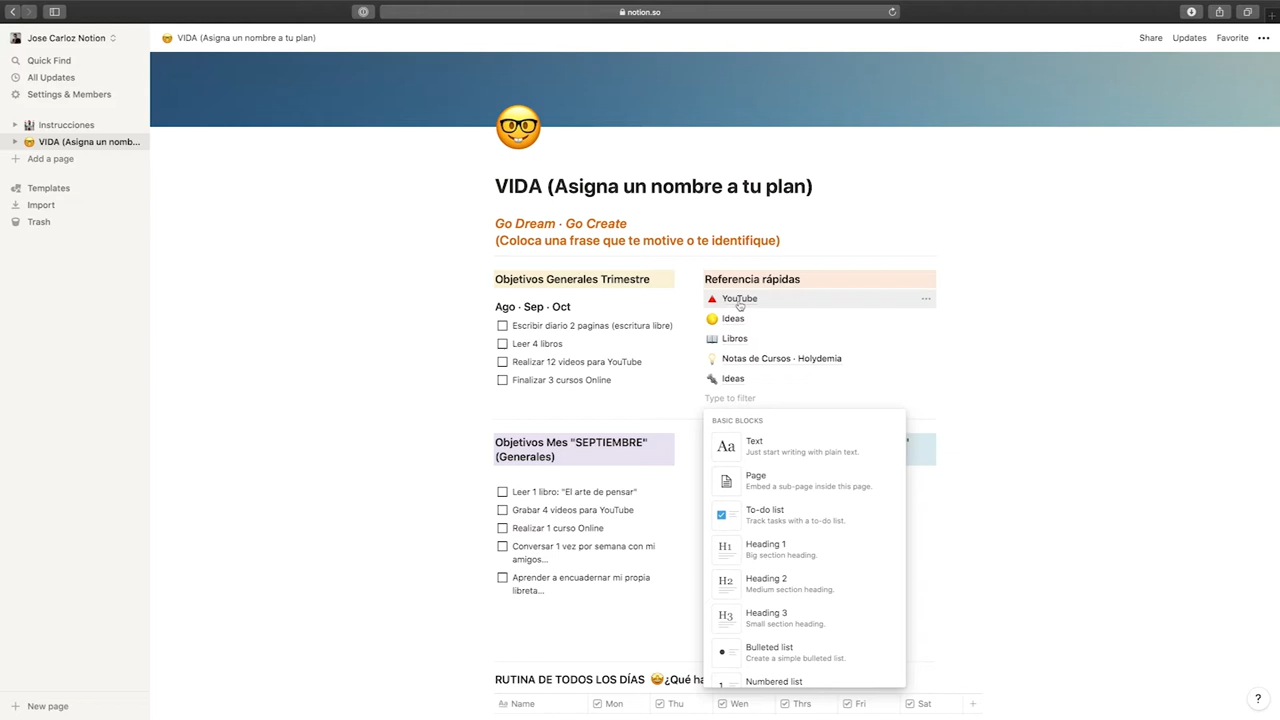 notion.so
Jose Carloz Notion
Quick Find
All Updates
Settings & Members
Instrucciones
VIDA (Asigna un nomb...
Add a page
Templates
Import
Trash
New page
VIDA (Asigna un nombre a tu plan)
Share
Updates
Favorite
VIDA (Asigna un nombre a tu plan)
Go Dream · Go Create
(Coloca una frase que te motive o te identifique)
Objetivos Generales Trimestre
Ago · Sep · Oct
Escribir diario 2 paginas (escritura libre)
Leer 4 libros
Realizar 12 videos para YouTube
Finalizar 3 cursos Online
Referencia rápidas
YouTube
Ideas
Libros
Notas de Cursos · Holydemia
Ideas
Type to filter
BASIC BLOCKS
Text
Just start writing with plain text.
Page
Embed a sub-page inside this page.
To-do list
Track tasks with a to-do list.
H1
Heading 1
Big section heading.
H2
Heading 2
Medium section heading.
H3
Heading 3
Small section heading.
Bulleted list
Create a simple bulleted list.
Numbered list
Objetivos Mes "SEPTIEMBRE"
(Generales)
Leer 1 libro: "El arte de pensar"
Grabar 4 videos para YouTube
Realizar 1 curso Online
Conversar 1 vez por semana con mi
amigos...
Aprender a encuadernar mi propia
libreta...
RUTINA DE TODOS LOS DÍAS 🤩¿Qué ha
Aa Name
Mon
Thu
Wen
Thrs
Fri
Sat
+
?